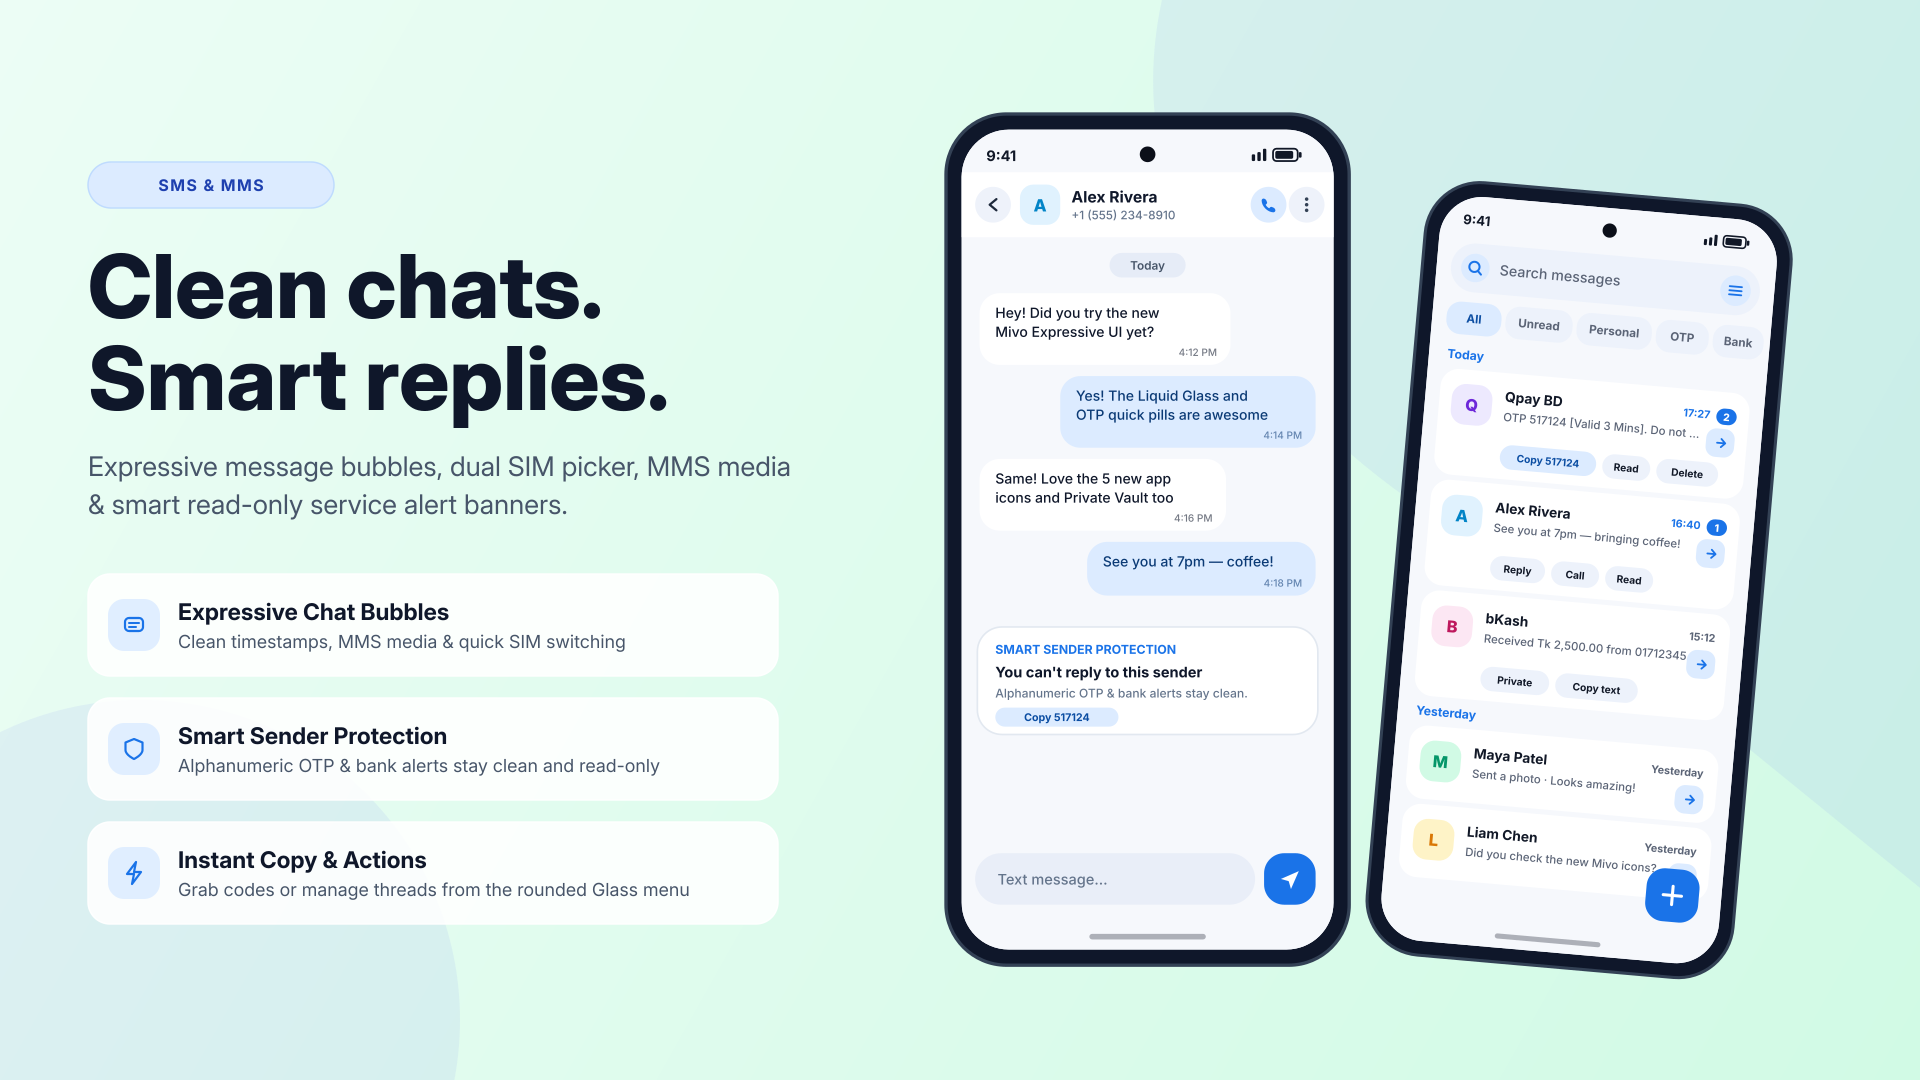 SMS & MMS
Clean chats.
Smart replies.
Expressive message bubbles, dual SIM picker, MMS media
& smart read-only service alert banners.
Expressive Chat Bubbles
Clean timestamps, MMS media & quick SIM switching
Smart Sender Protection
Alphanumeric OTP & bank alerts stay clean and read-only
Instant Copy & Actions
Grab codes or manage threads from the rounded Glass menu
9:41
A
Alex Rivera
+1 (555) 234-8910
Today
Hey! Did you try the new
Mivo Expressive UI yet?
4:12 PM
Yes! The Liquid Glass and
OTP quick pills are awesome
4:14 PM
Same! Love the 5 new app
icons and Private Vault too
4:16 PM
See you at 7pm — coffee!
4:18 PM
SMART SENDER PROTECTION
You can't reply to this sender
Alphanumeric OTP & bank alerts stay clean.
Copy 517124
Text message...
9:41
Search messages
All Unread Personal OTP Bank
Today
Q
Qpay BD
17:27 2
OTP 517124 [Valid 3 Mins]. Do not ...
Copy 517124 Read Delete
A
Alex Rivera
16:40 1
See you at 7pm — bringing coffee!
Reply Call Read
B
bKash
15:12
Received Tk 2,500.00 from 01712345
Private Copy text
Yesterday
M
Maya Patel
Yesterday
Sent a photo · Looks amazing!
L
Liam Chen
Yesterday
Did you check the new Mivo icons?